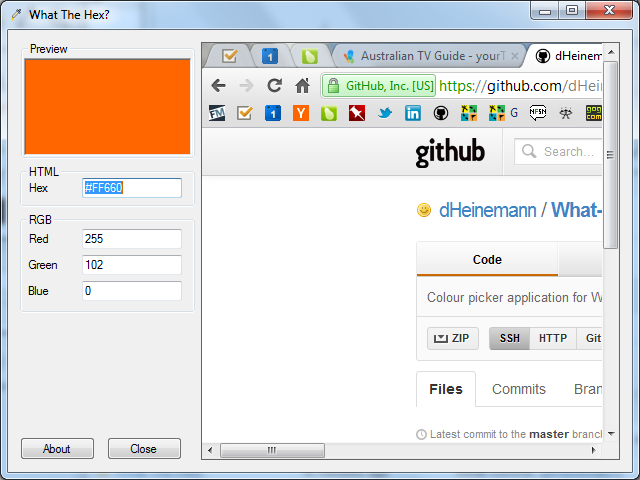 What The Hex?
Preview
HTML
Hex #FF660
RGB
Red 255
Green 102
Blue 0
About Close
1 Australian TV Guide - yourT dHeinem
GitHub, Inc. [US] https://github.com/dHein
FM 1 Y in G NFSN
github Search...
dHeinemann / What-
Code
Colour picker application for W
ZIP SSH HTTP Git
Files Commits Bran
Latest commit to the master branch